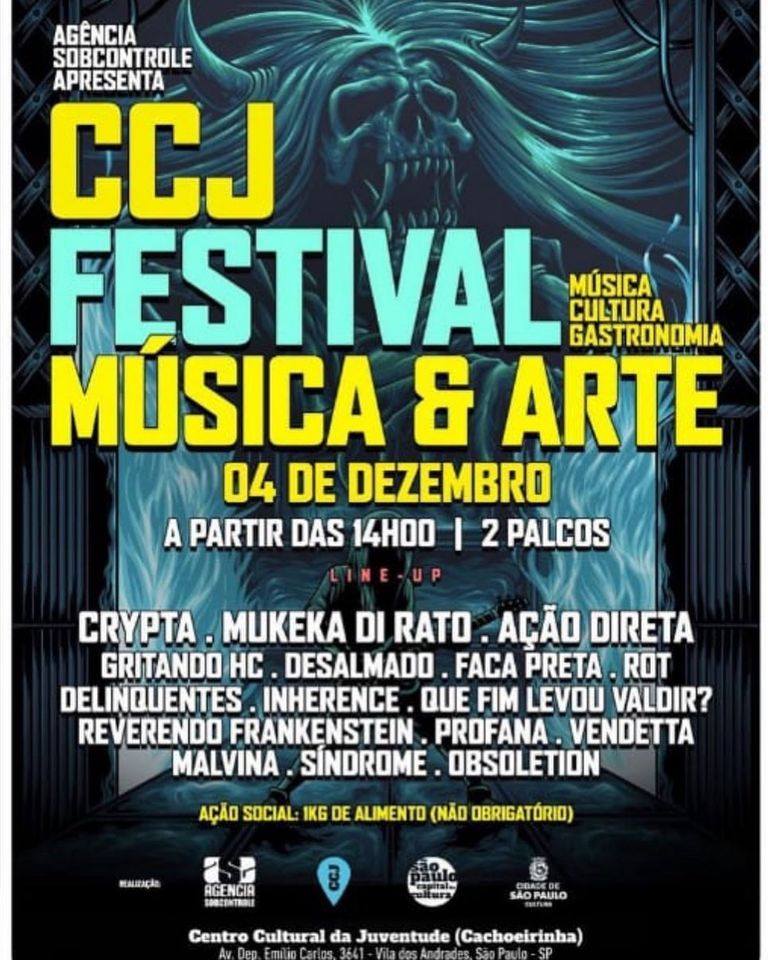 AGÊNCIA
SOBCONTROLE
APRESENTA
CCJ
FESTIVAL
MÚSICA
CULTURA
GASTRONOMIA
MÚSICA & ARTE
04 DE DEZEMBRO
A PARTIR DAS 14H00 | 2 PALCOS
LINE-UP
CRYPTA . MUKEKA DI RATO . AÇÃO DIRETA
GRITANDO HC . DESALMADO . FACA PRETA . ROT
DELINQUENTES . INHERENCE . QUE FIM LEVOU VALDIR?
REVERENDO FRANKENSTEIN . PROFANA . VENDETTA
MALVINA . SÍNDROME . OBSOLETION
AÇÃO SOCIAL: 1KG DE ALIMENTO (NÃO OBRIGATÓRIO)
REALIZAÇÃO:
ASP
AGENCIA
SOBCONTROLE
CCJ
são
paulo
capital da
cultura
CIDADE DE
SÃO PAULO
CULTURA
Centro Cultural da Juventude (Cachoeirinha)
Av. Dep. Emílio Carlos, 3641 - Vila dos Andrades, São Paulo - SP